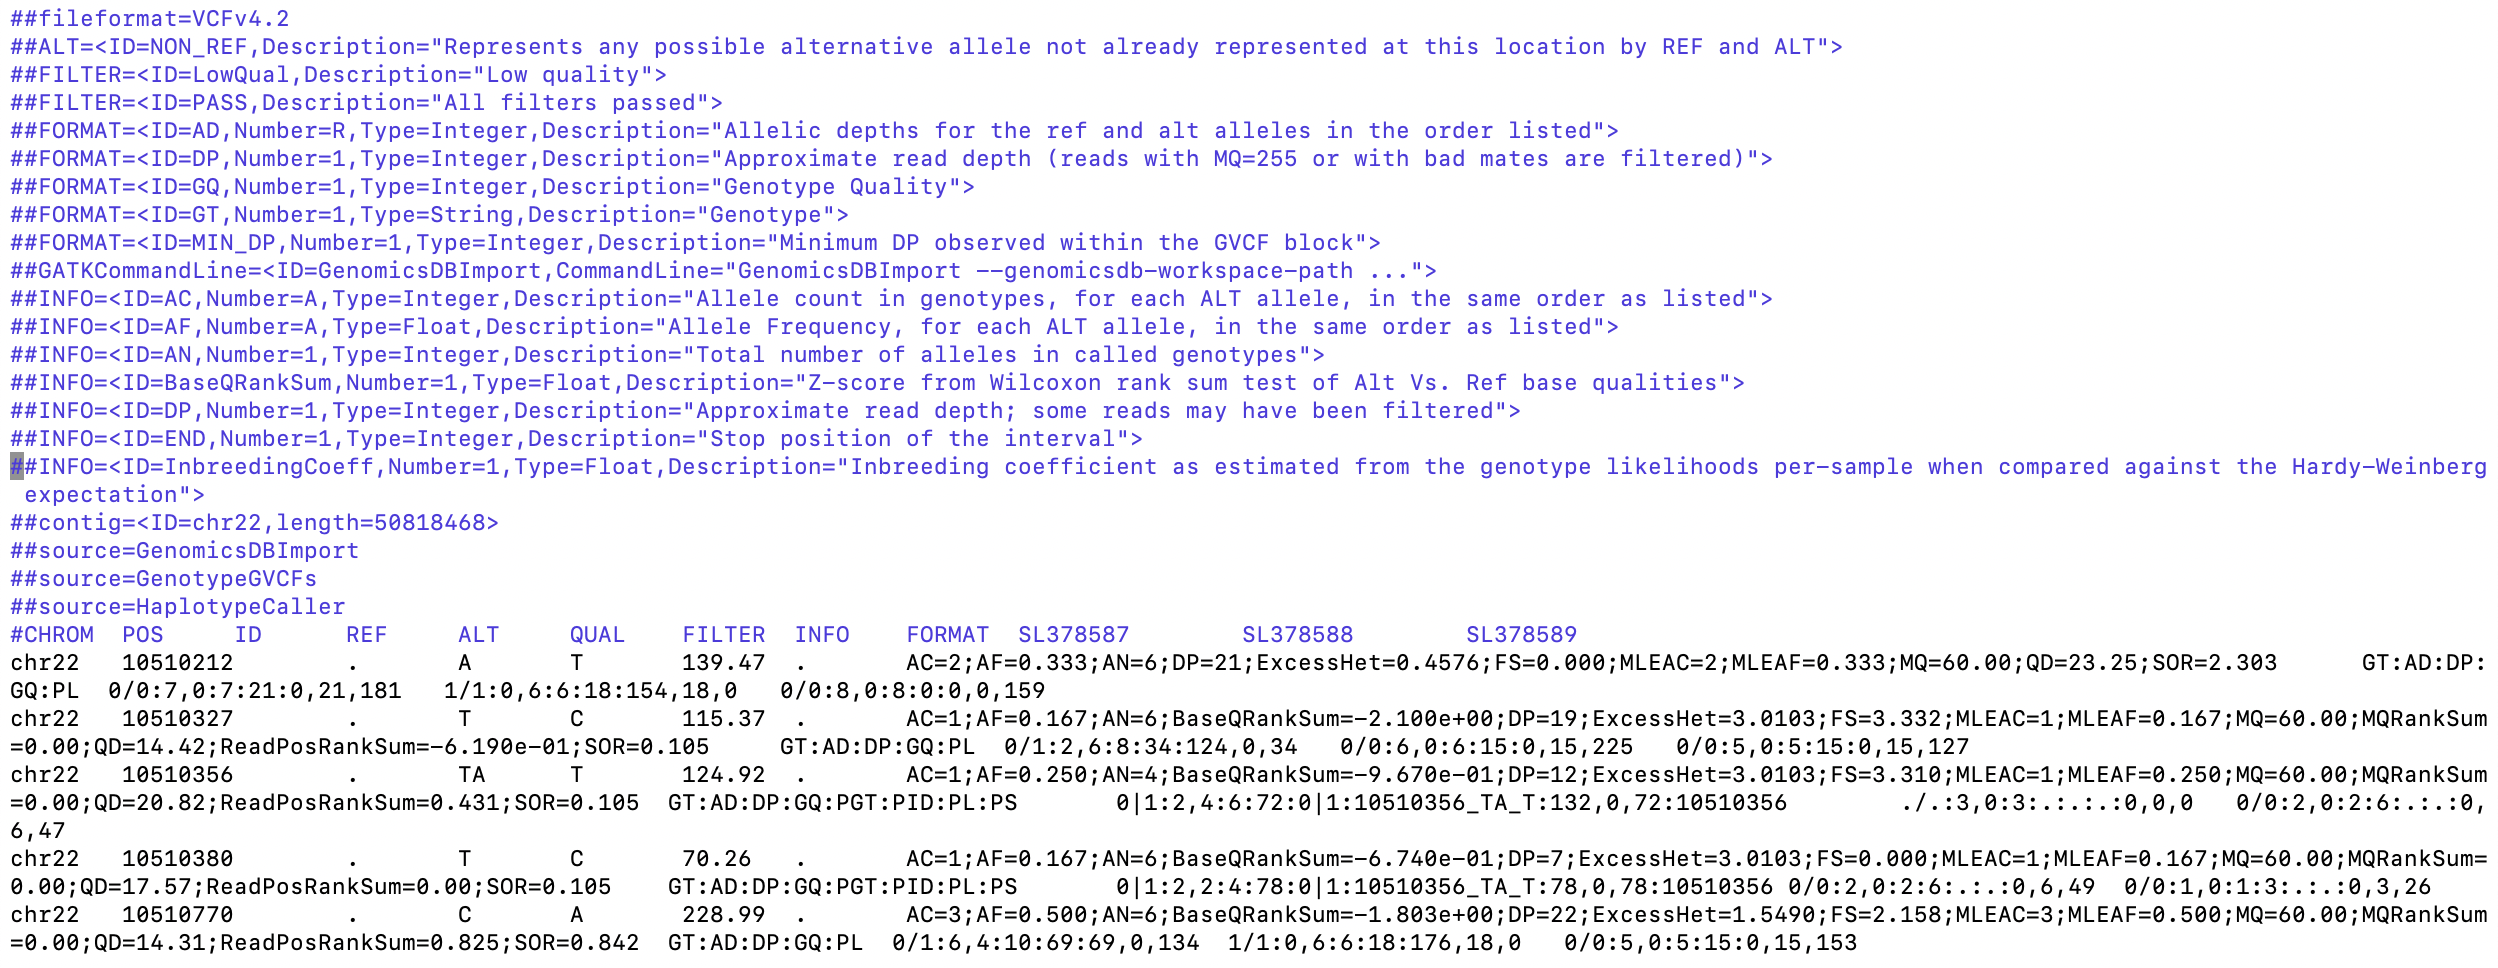 ##fileformat=VCFv4.2
##ALT=<ID=NON_REF,Description="Represents any possible alternative allele not already represented at this location by REF and ALT">
##FILTER=<ID=LowQual,Description="Low quality">
##FILTER=<ID=PASS,Description="All filters passed">
##FORMAT=<ID=AD,Number=R,Type=Integer,Description="Allelic depths for the ref and alt alleles in the order listed">
##FORMAT=<ID=DP,Number=1,Type=Integer,Description="Approximate read depth (reads with MQ=255 or with bad mates are filtered)">
##FORMAT=<ID=GQ,Number=1,Type=Integer,Description="Genotype Quality">
##FORMAT=<ID=GT,Number=1,Type=String,Description="Genotype">
##FORMAT=<ID=MIN_DP,Number=1,Type=Integer,Description="Minimum DP observed within the GVCF block">
##GATKCommandLine=<ID=GenomicsDBImport,CommandLine="GenomicsDBImport --genomicsdb-workspace-path ...">
##INFO=<ID=AC,Number=A,Type=Integer,Description="Allele count in genotypes, for each ALT allele, in the same order as listed">
##INFO=<ID=AF,Number=A,Type=Float,Description="Allele Frequency, for each ALT allele, in the same order as listed">
##INFO=<ID=AN,Number=1,Type=Integer,Description="Total number of alleles in called genotypes">
##INFO=<ID=BaseQRankSum,Number=1,Type=Float,Description="Z-score from Wilcoxon rank sum test of Alt Vs. Ref base qualities">
##INFO=<ID=DP,Number=1,Type=Integer,Description="Approximate read depth; some reads may have been filtered">
##INFO=<ID=END,Number=1,Type=Integer,Description="Stop position of the interval">
##INFO=<ID=InbreedingCoeff,Number=1,Type=Float,Description="Inbreeding coefficient as estimated from the genotype likelihoods per-sample when compared against the Hardy-Weinberg
 expectation">
##contig=<ID=chr22,length=50818468>
##source=GenomicsDBImport
##source=GenotypeGVCFs
##source=HaplotypeCaller
#CHROM  POS     ID      REF     ALT     QUAL    FILTER  INFO    FORMAT  SL378587        SL378588        SL378589
chr22   10510212        .       A       T       139.47  .       AC=2;AF=0.333;AN=6;DP=21;ExcessHet=0.4576;FS=0.000;MLEAC=2;MLEAF=0.333;MQ=60.00;QD=23.25;SOR=2.303      GT:AD:DP:
GQ:PL  0/0:7,0:7:21:0,21,181   1/1:0,6:6:18:154,18,0   0/0:8,0:8:0:0,0,159
chr22   10510327        .       T       C       115.37  .       AC=1;AF=0.167;AN=6;BaseQRankSum=-2.100e+00;DP=19;ExcessHet=3.0103;FS=3.332;MLEAC=1;MLEAF=0.167;MQ=60.00;MQRankSum
=0.00;QD=14.42;ReadPosRankSum=-6.190e-01;SOR=0.105     GT:AD:DP:GQ:PL  0/1:2,6:8:34:124,0,34   0/0:6,0:6:15:0,15,225   0/0:5,0:5:15:0,15,127
chr22   10510356        .       TA      T       124.92  .       AC=1;AF=0.250;AN=4;BaseQRankSum=-9.670e-01;DP=12;ExcessHet=3.0103;FS=3.310;MLEAC=1;MLEAF=0.250;MQ=60.00;MQRankSum
=0.00;QD=20.82;ReadPosRankSum=0.431;SOR=0.105  GT:AD:DP:GQ:PGT:PID:PL:PS       0|1:2,4:6:72:0|1:10510356_TA_T:132,0,72:10510356        ./.:3,0:3:.:.:.:0,0,0   0/0:2,0:2:6:.:.:0,
6,47
chr22   10510380        .       T       C       70.26   .       AC=1;AF=0.167;AN=6;BaseQRankSum=-6.740e-01;DP=7;ExcessHet=3.0103;FS=0.000;MLEAC=1;MLEAF=0.167;MQ=60.00;MQRankSum=
0.00;QD=17.57;ReadPosRankSum=0.00;SOR=0.105    GT:AD:DP:GQ:PGT:PID:PL:PS       0|1:2,2:4:78:0|1:10510356_TA_T:78,0,78:10510356 0/0:2,0:2:6:.:.:0,6,49  0/0:1,0:1:3:.:.:0,3,26
chr22   10510770        .       C       A       228.99  .       AC=3;AF=0.500;AN=6;BaseQRankSum=-1.803e+00;DP=22;ExcessHet=1.5490;FS=2.158;MLEAC=3;MLEAF=0.500;MQ=60.00;MQRankSum
=0.00;QD=14.31;ReadPosRankSum=0.825;SOR=0.842  GT:AD:DP:GQ:PL  0/1:6,4:10:69:69,0,134  1/1:0,6:6:18:176,18,0   0/0:5,0:5:15:0,15,153